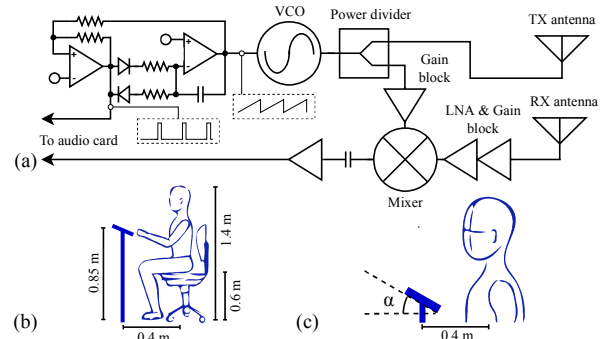 VCO
Power divider
TX antenna
Gain
block
LNA & Gain
block
RX antenna
+
-
-
+
To audio card
(a)
Mixer
0.85 m
1.4 m
0.6 m
0.4 m
(b)
α
0.4 m
(c)